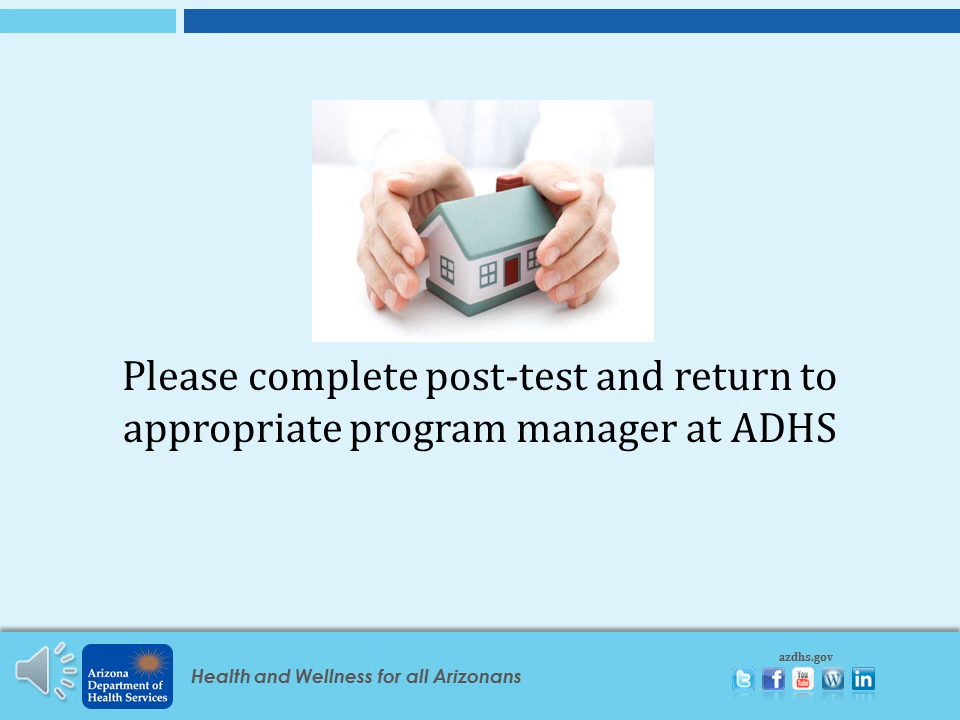 Please complete post-test and return to
appropriate program manager at ADHS
Arizona
Department of
Health Services
Health and Wellness for all Arizonans
azdhs.gov
You
Tube